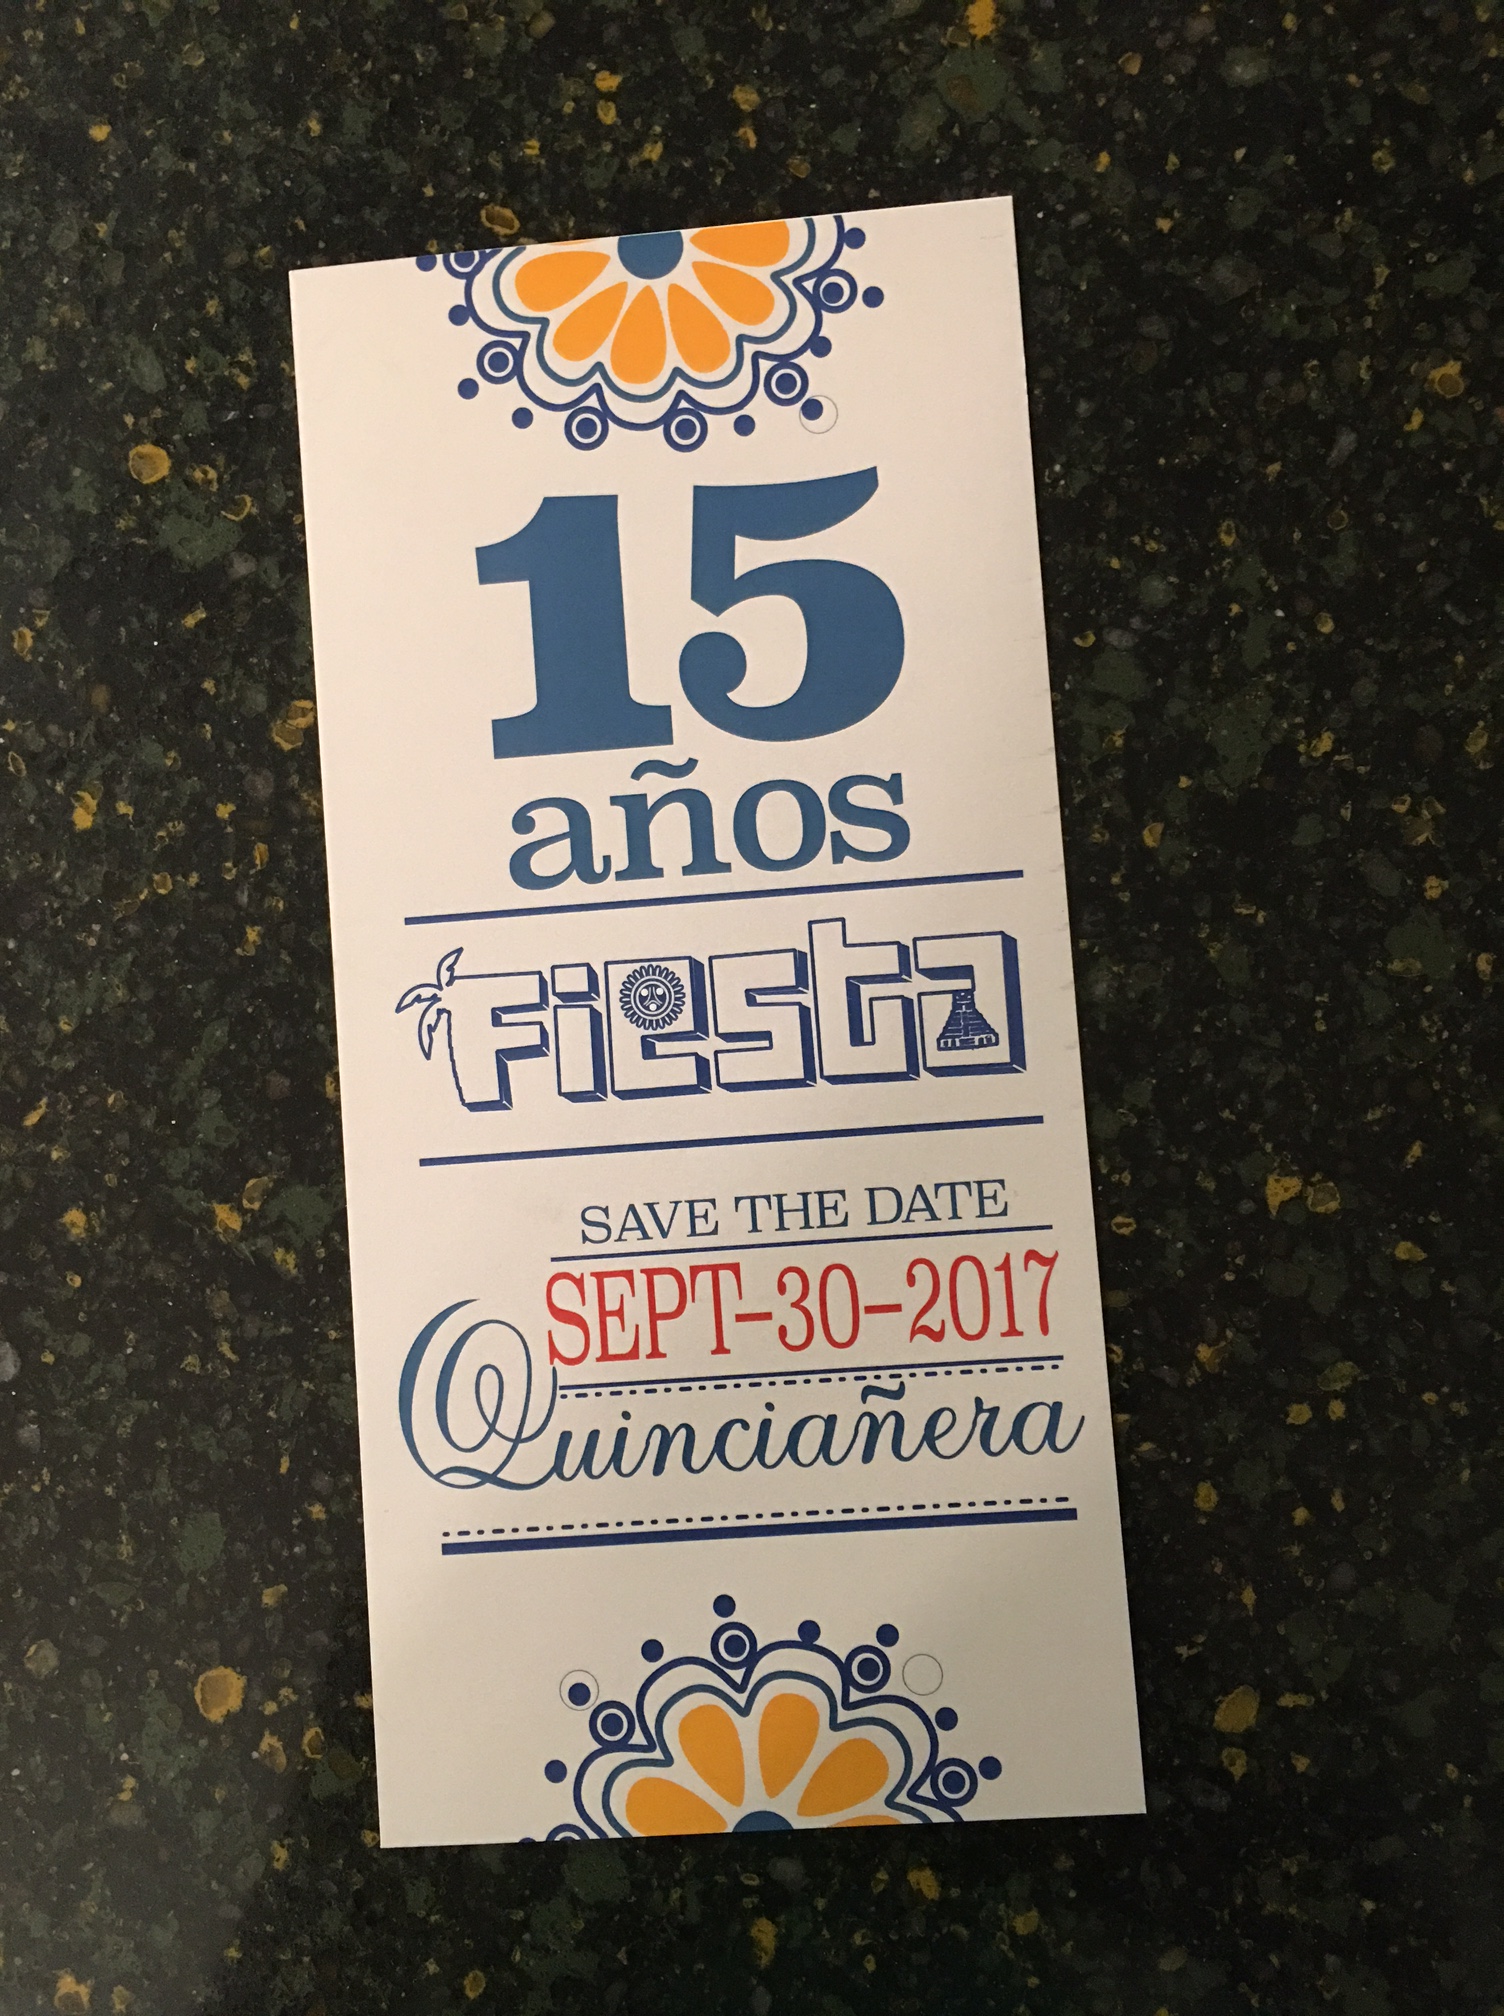 15
años
Fiesta
SAVE THE DATE
SEPT-30-2017
Quinciañera